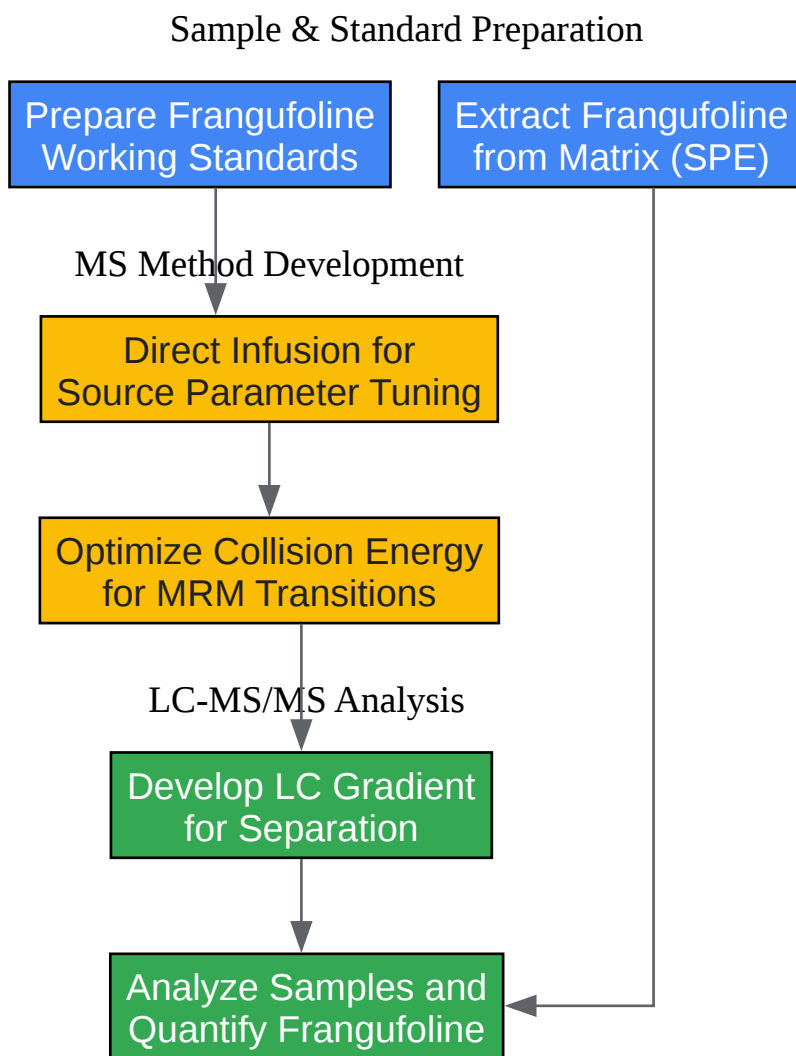 Sample & Standard Preparation
Prepare Frangufoline
Working Standards
Extract Frangufoline
from Matrix (SPE)
MS Method Development
Direct Infusion for
Source Parameter Tuning
Optimize Collision Energy
for MRM Transitions
LC-MS/MS Analysis
Develop LC Gradient
for Separation
Analyze Samples and
Quantify Frangufoline